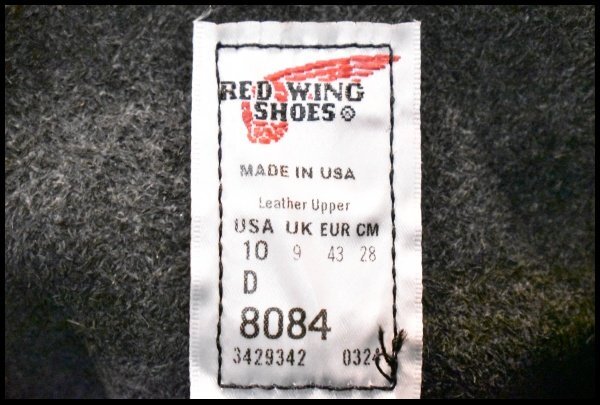 RED WING
SHOES ®
MADE IN USA
Leather Upper
USA UK EUR CM
10 9 43 28
D
8084
3429342 0324